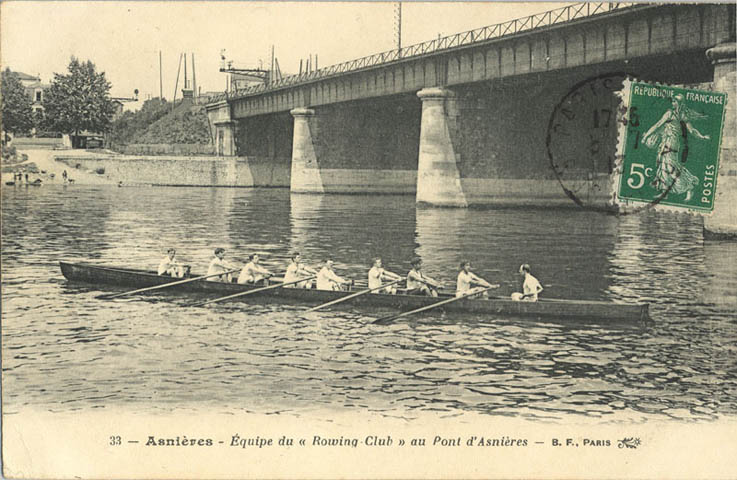 RÉPUBLIQUE FRANÇAISE
5c
POSTES
33 — Asnières - Équipe du « Rowing-Club » au Pont d'Asnières — B. F., PARIS